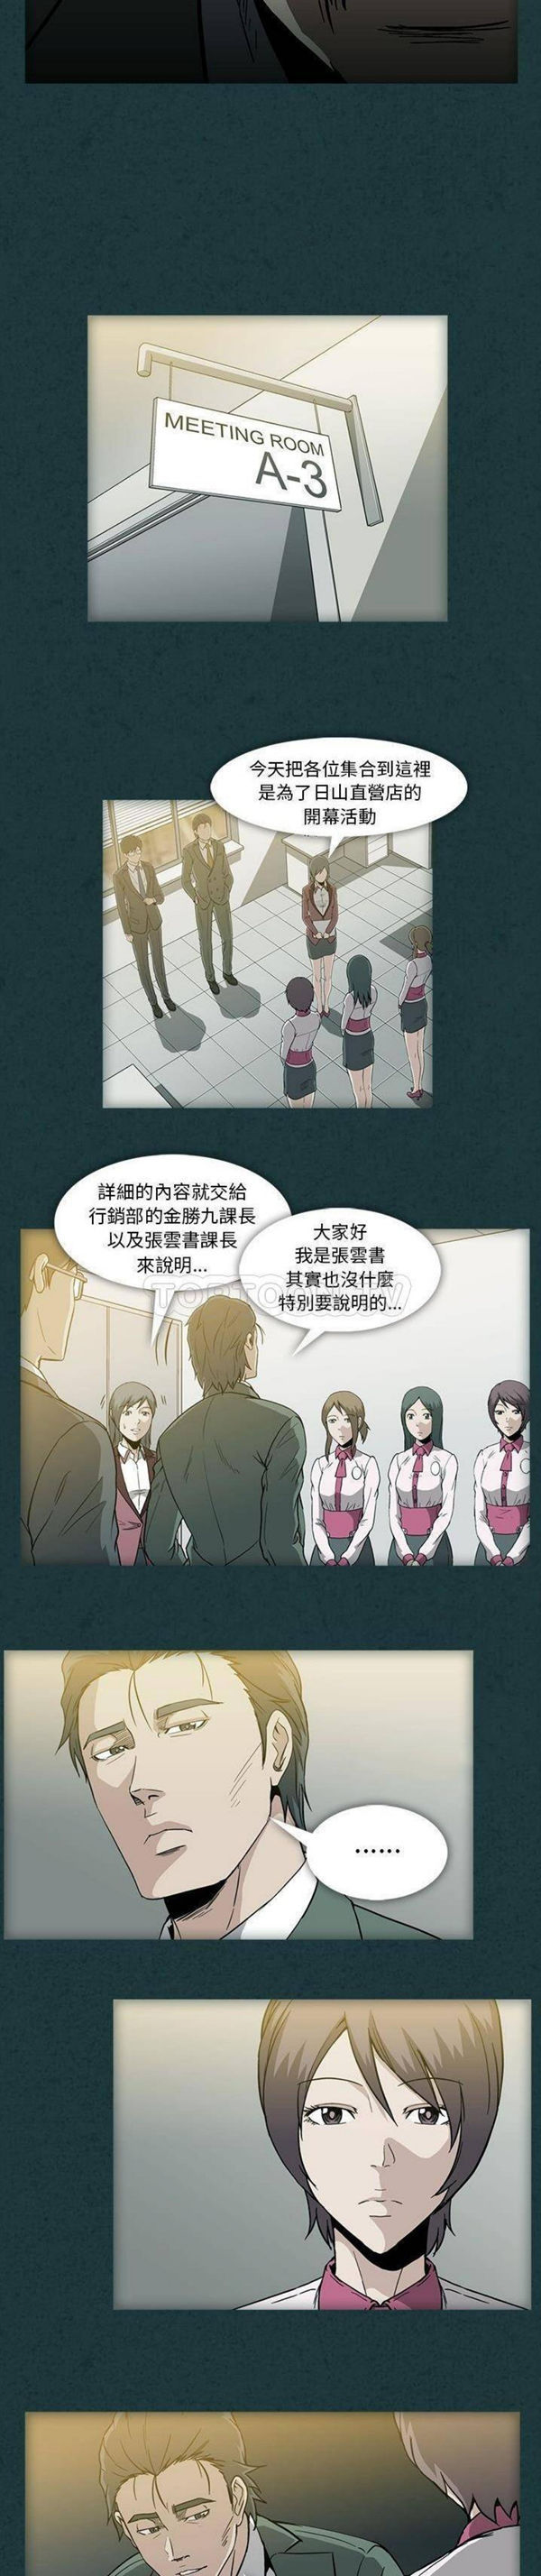 MEETING ROOM
A-3
今天把各位集合到這裡
是為了日山直營店的
開幕活動
詳細的內容就交給
行銷部的金勝九課長
以及張雲書課長
來說明...
大家好
我是張雲書
其實也沒什麼
特別要說明的...
......